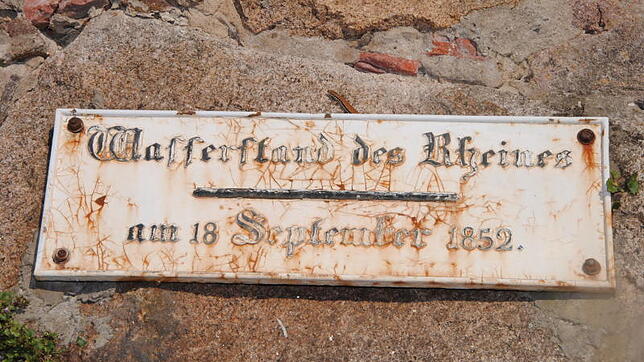 Wasserstand des Rheines
am 18 September 1852.